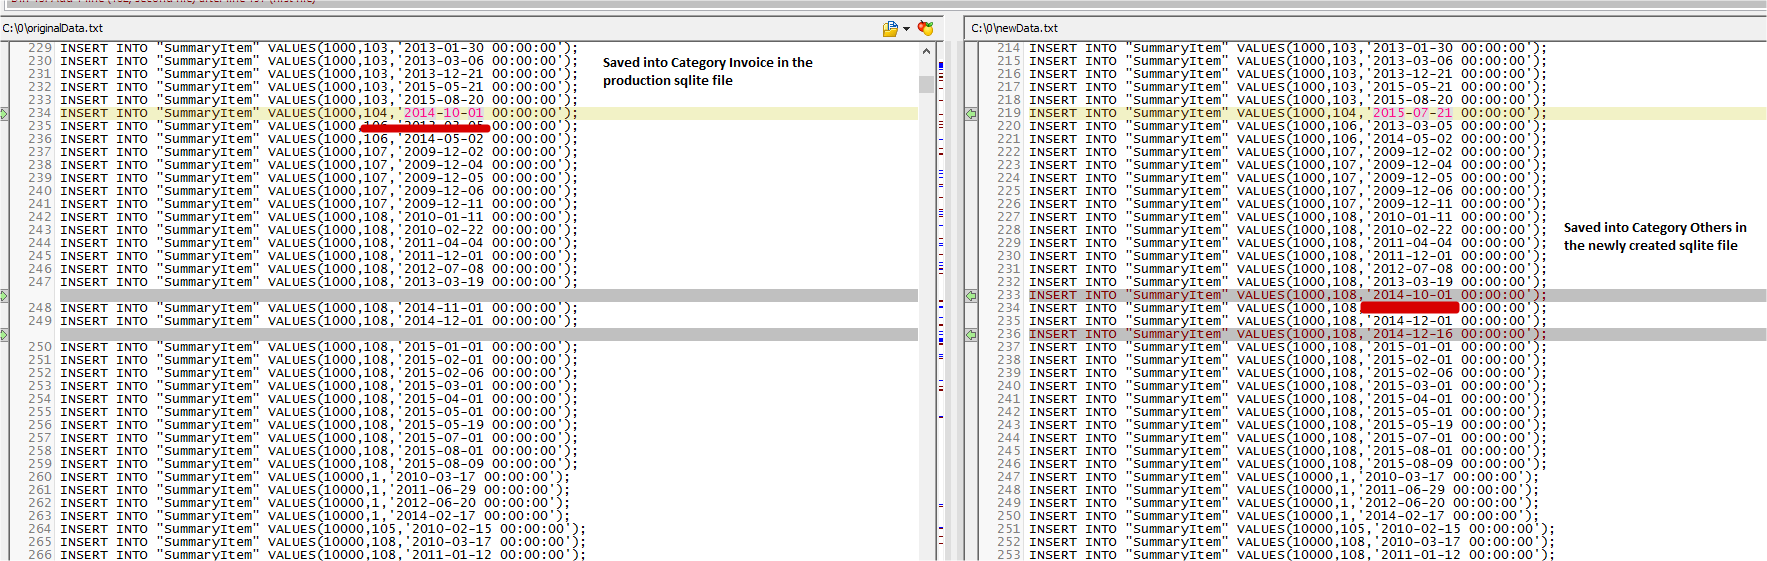 C:\0\originalData.txt
229 INSERT INTO "SummaryItem" VALUES(1000,103,'2013-01-30 00:00:00');
230 INSERT INTO "SummaryItem" VALUES(1000,103,'2013-03-06 00:00:00');
231 INSERT INTO "SummaryItem" VALUES(1000,103,'2013-12-21 00:00:00');
232 INSERT INTO "SummaryItem" VALUES(1000,103,'2015-05-21 00:00:00');
233 INSERT INTO "SummaryItem" VALUES(1000,103,'2015-08-20 00:00:00');
234 INSERT INTO "SummaryItem" VALUES(1000,104,'2014-10-01 00:00:00');
235 INSERT INTO "SummaryItem" VALUES(1000,106,'2013-03-05 00:00:00');
236 INSERT INTO "SummaryItem" VALUES(1000,106,'2014-05-02 00:00:00');
237 INSERT INTO "SummaryItem" VALUES(1000,107,'2009-12-02 00:00:00');
238 INSERT INTO "SummaryItem" VALUES(1000,107,'2009-12-04 00:00:00');
239 INSERT INTO "SummaryItem" VALUES(1000,107,'2009-12-05 00:00:00');
240 INSERT INTO "SummaryItem" VALUES(1000,107,'2009-12-06 00:00:00');
241 INSERT INTO "SummaryItem" VALUES(1000,107,'2009-12-11 00:00:00');
242 INSERT INTO "SummaryItem" VALUES(1000,108,'2010-01-11 00:00:00');
243 INSERT INTO "SummaryItem" VALUES(1000,108,'2010-02-22 00:00:00');
244 INSERT INTO "SummaryItem" VALUES(1000,108,'2011-04-04 00:00:00');
245 INSERT INTO "SummaryItem" VALUES(1000,108,'2011-12-01 00:00:00');
246 INSERT INTO "SummaryItem" VALUES(1000,108,'2012-07-08 00:00:00');
247 INSERT INTO "SummaryItem" VALUES(1000,108,'2013-03-19 00:00:00');
248 INSERT INTO "SummaryItem" VALUES(1000,108,'2014-11-01 00:00:00');
249 INSERT INTO "SummaryItem" VALUES(1000,108,'2014-12-01 00:00:00');
250 INSERT INTO "SummaryItem" VALUES(1000,108,'2015-01-01 00:00:00');
251 INSERT INTO "SummaryItem" VALUES(1000,108,'2015-02-01 00:00:00');
252 INSERT INTO "SummaryItem" VALUES(1000,108,'2015-02-06 00:00:00');
253 INSERT INTO "SummaryItem" VALUES(1000,108,'2015-03-01 00:00:00');
254 INSERT INTO "SummaryItem" VALUES(1000,108,'2015-04-01 00:00:00');
255 INSERT INTO "SummaryItem" VALUES(1000,108,'2015-05-01 00:00:00');
256 INSERT INTO "SummaryItem" VALUES(1000,108,'2015-05-19 00:00:00');
257 INSERT INTO "SummaryItem" VALUES(1000,108,'2015-07-01 00:00:00');
258 INSERT INTO "SummaryItem" VALUES(1000,108,'2015-08-01 00:00:00');
259 INSERT INTO "SummaryItem" VALUES(1000,108,'2015-08-09 00:00:00');
260 INSERT INTO "SummaryItem" VALUES(10000,1,'2010-03-17 00:00:00');
261 INSERT INTO "SummaryItem" VALUES(10000,1,'2011-06-29 00:00:00');
262 INSERT INTO "SummaryItem" VALUES(10000,1,'2012-06-20 00:00:00');
263 INSERT INTO "SummaryItem" VALUES(10000,1,'2014-02-17 00:00:00');
264 INSERT INTO "SummaryItem" VALUES(10000,105,'2010-02-15 00:00:00');
265 INSERT INTO "SummaryItem" VALUES(10000,108,'2010-03-17 00:00:00');
266 INSERT INTO "SummaryItem" VALUES(10000,108,'2011-01-12 00:00:00');
Saved into Category Invoice in the
production sqlite file
C:\0\newData.txt
214 INSERT INTO "SummaryItem" VALUES(1000,103,'2013-01-30 00:00:00');
215 INSERT INTO "SummaryItem" VALUES(1000,103,'2013-03-06 00:00:00');
216 INSERT INTO "SummaryItem" VALUES(1000,103,'2013-12-21 00:00:00');
217 INSERT INTO "SummaryItem" VALUES(1000,103,'2015-05-21 00:00:00');
218 INSERT INTO "SummaryItem" VALUES(1000,103,'2015-08-20 00:00:00');
219 INSERT INTO "SummaryItem" VALUES(1000,104,'2015-07-21 00:00:00');
220 INSERT INTO "SummaryItem" VALUES(1000,106,'2013-03-05 00:00:00');
221 INSERT INTO "SummaryItem" VALUES(1000,106,'2014-05-02 00:00:00');
222 INSERT INTO "SummaryItem" VALUES(1000,107,'2009-12-02 00:00:00');
223 INSERT INTO "SummaryItem" VALUES(1000,107,'2009-12-04 00:00:00');
224 INSERT INTO "SummaryItem" VALUES(1000,107,'2009-12-05 00:00:00');
225 INSERT INTO "SummaryItem" VALUES(1000,107,'2009-12-06 00:00:00');
226 INSERT INTO "SummaryItem" VALUES(1000,107,'2009-12-11 00:00:00');
227 INSERT INTO "SummaryItem" VALUES(1000,108,'2010-01-11 00:00:00');
228 INSERT INTO "SummaryItem" VALUES(1000,108,'2010-02-22 00:00:00');
229 INSERT INTO "SummaryItem" VALUES(1000,108,'2011-04-04 00:00:00');
230 INSERT INTO "SummaryItem" VALUES(1000,108,'2011-12-01 00:00:00');
231 INSERT INTO "SummaryItem" VALUES(1000,108,'2012-07-08 00:00:00');
232 INSERT INTO "SummaryItem" VALUES(1000,108,'2013-03-19 00:00:00');
233 INSERT INTO "SummaryItem" VALUES(1000,108,'2014-10-01 00:00:00');
234 INSERT INTO "SummaryItem" VALUES(1000,108, 00:00:00');
235 INSERT INTO "SummaryItem" VALUES(1000,108,'2014-12-01 00:00:00');
236 INSERT INTO "SummaryItem" VALUES(1000,108,'2014-12-16 00:00:00');
237 INSERT INTO "SummaryItem" VALUES(1000,108,'2015-01-01 00:00:00');
238 INSERT INTO "SummaryItem" VALUES(1000,108,'2015-02-01 00:00:00');
239 INSERT INTO "SummaryItem" VALUES(1000,108,'2015-02-06 00:00:00');
240 INSERT INTO "SummaryItem" VALUES(1000,108,'2015-03-01 00:00:00');
241 INSERT INTO "SummaryItem" VALUES(1000,108,'2015-04-01 00:00:00');
242 INSERT INTO "SummaryItem" VALUES(1000,108,'2015-05-01 00:00:00');
243 INSERT INTO "SummaryItem" VALUES(1000,108,'2015-05-19 00:00:00');
244 INSERT INTO "SummaryItem" VALUES(1000,108,'2015-07-01 00:00:00');
245 INSERT INTO "SummaryItem" VALUES(1000,108,'2015-08-01 00:00:00');
246 INSERT INTO "SummaryItem" VALUES(1000,108,'2015-08-09 00:00:00');
247 INSERT INTO "SummaryItem" VALUES(10000,1,'2010-03-17 00:00:00');
248 INSERT INTO "SummaryItem" VALUES(10000,1,'2011-06-29 00:00:00');
249 INSERT INTO "SummaryItem" VALUES(10000,1,'2012-06-20 00:00:00');
250 INSERT INTO "SummaryItem" VALUES(10000,1,'2014-02-17 00:00:00');
251 INSERT INTO "SummaryItem" VALUES(10000,105,'2010-02-15 00:00:00');
252 INSERT INTO "SummaryItem" VALUES(10000,108,'2010-03-17 00:00:00');
253 INSERT INTO "SummaryItem" VALUES(10000,108,'2011-01-12 00:00:00');
Saved into Category Others in
the newly created sqlite file